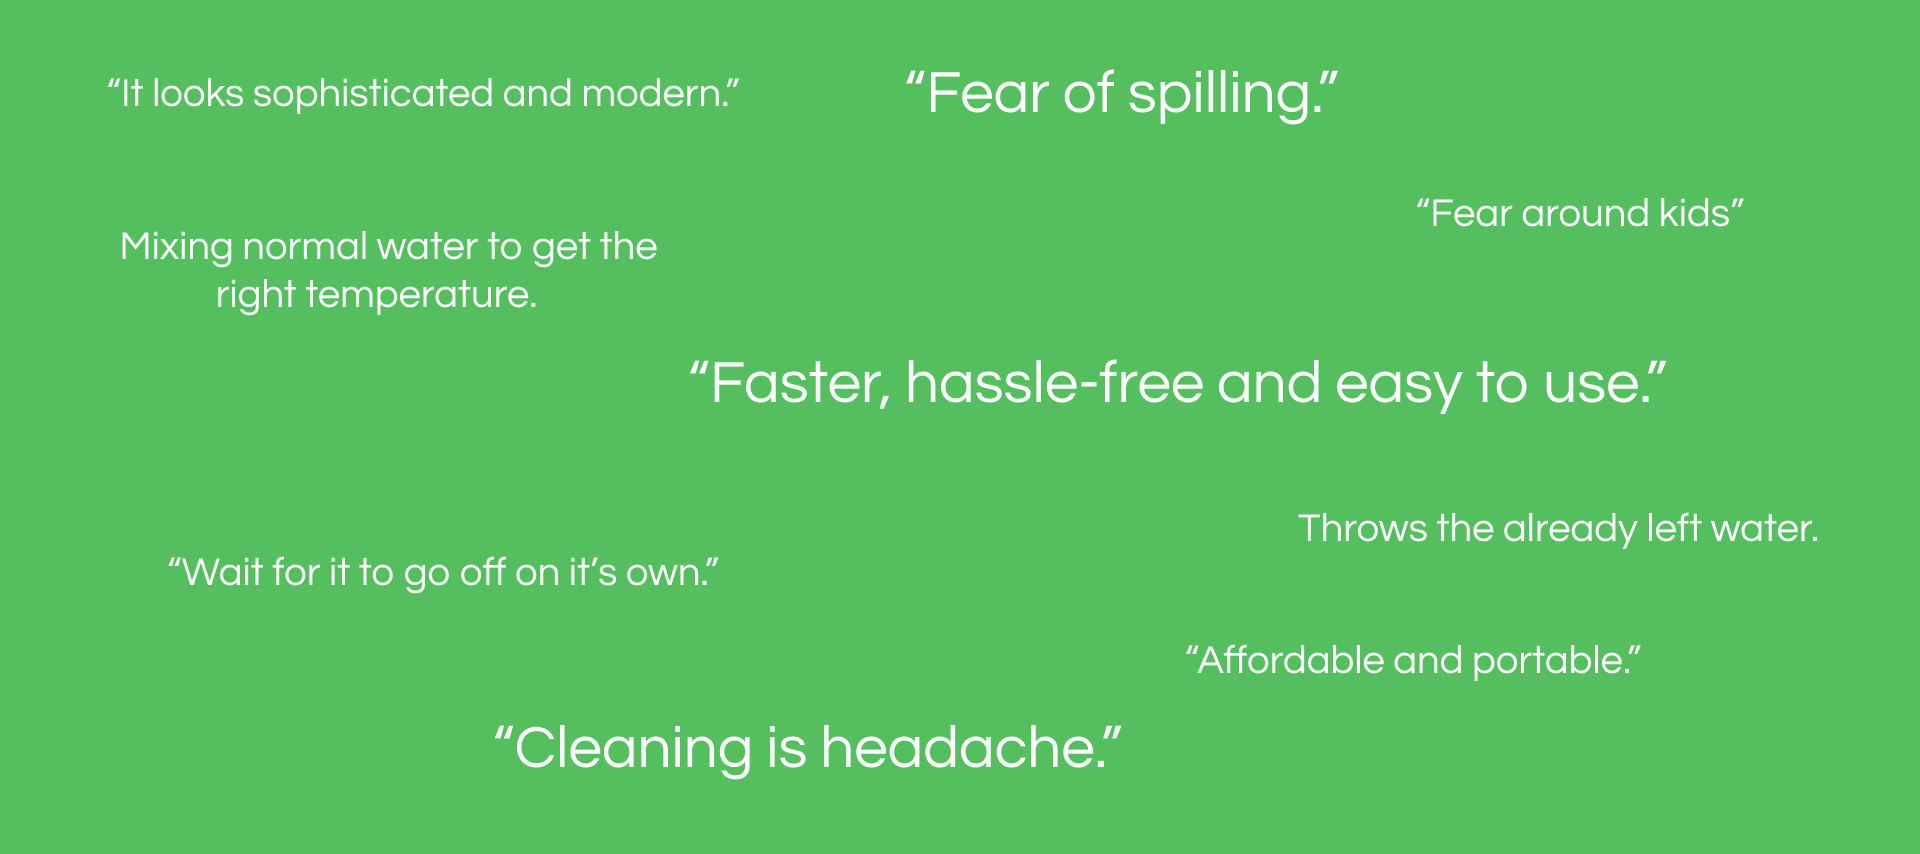 “It looks sophisticated and modern.”
“Fear of spilling.”
“Fear around kids”
Mixing normal water to get the
right temperature.
“Faster, hassle-free and easy to use.”
Throws the already left water.
“Wait for it to go off on it’s own.”
“Affordable and portable.”
“Cleaning is headache.”